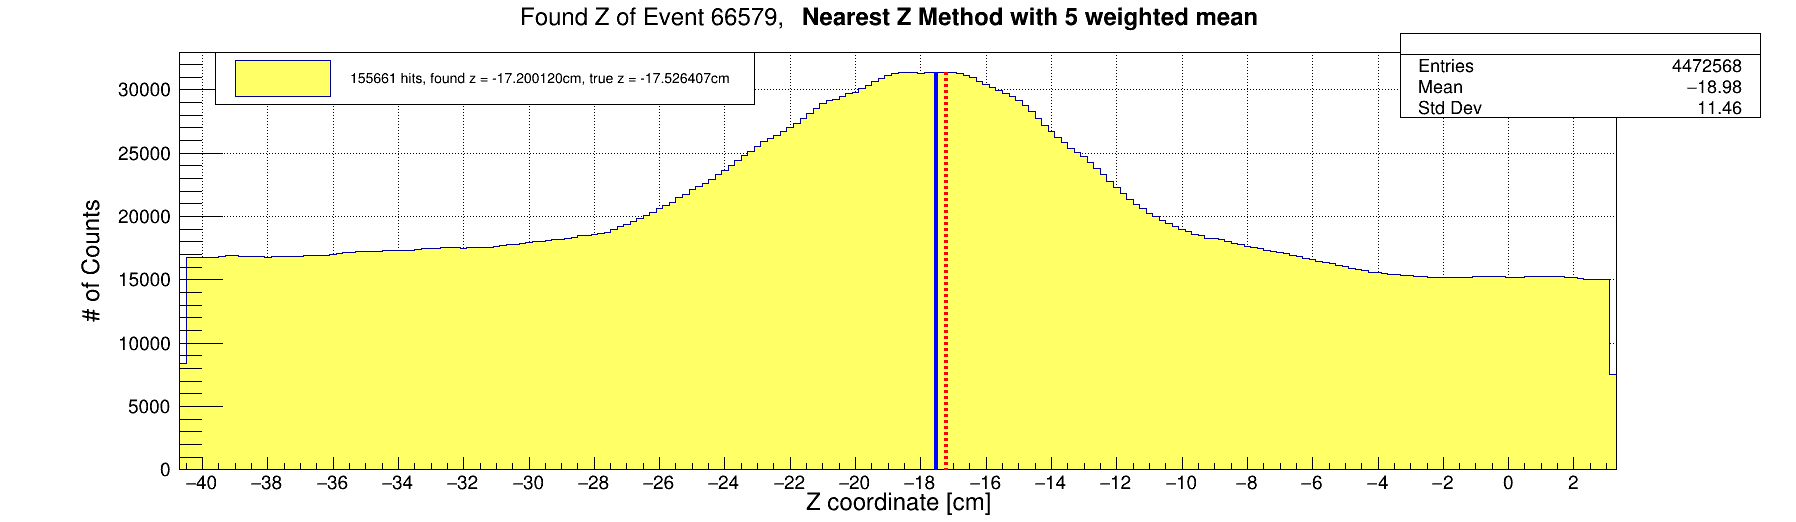 Found Z of Event 66579, Nearest Z Method with 5 weighted mean
155661 hits, found z = -17.200120cm, true z = -17.526407cm
Entries 4472568
Mean −18.98
Std Dev 11.46
# of Counts
30000
25000
20000
15000
10000
5000
0
−40 −38 −36 −34 −32 −30 −28 −26 −24 −22 −20 −18 −16 −14 −12 −10 −8 −6 −4 −2 0 2
Z coordinate [cm]